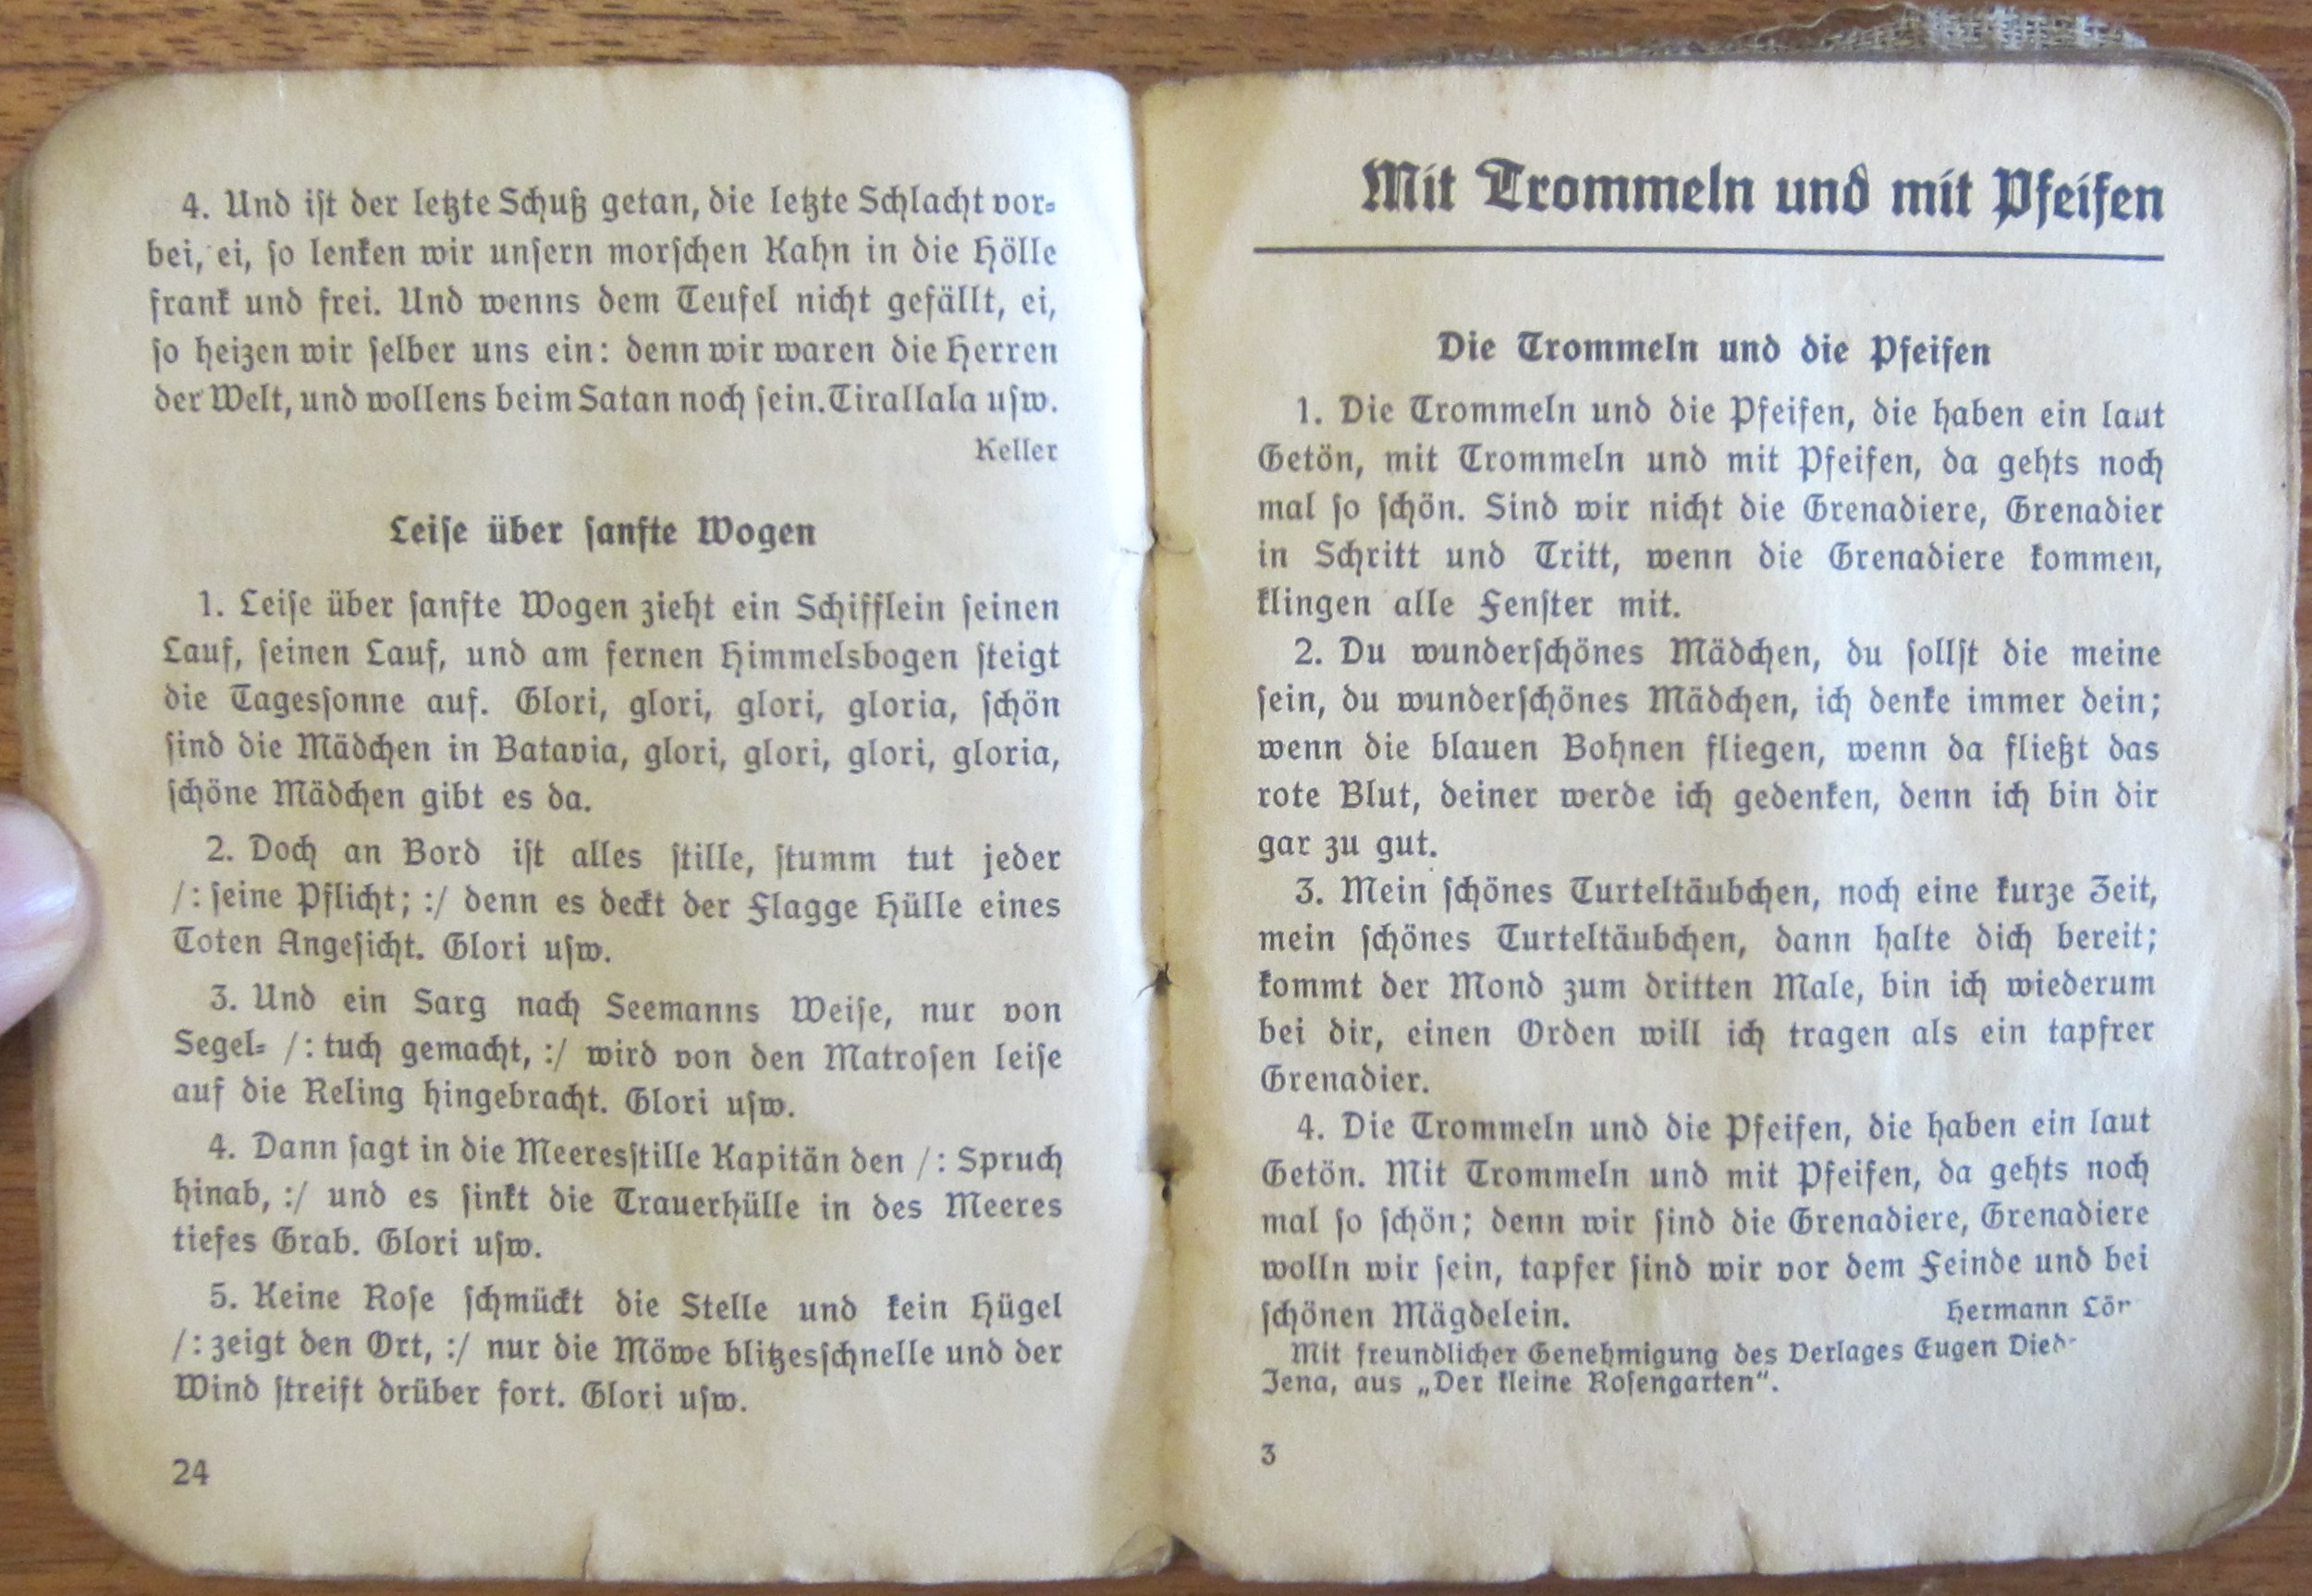 4. Und ist der letzte Schuß getan, die letzte Schlacht vor-
bei, ei, so lenken wir unsern morschen Kahn in die Hölle
frank und frei. Und wenns dem Teufel nicht gefällt, ei,
so heizen wir selber uns ein: denn wir waren die Herren
der Welt, und wollens beim Satan noch sein. Tirallala usw.
Keller
Leise über sanfte Wogen
1. Leise über sanfte Wogen zieht ein Schifflein seinen
Lauf, seinen Lauf, und am fernen Himmelsbogen steigt
die Tagessonne auf. Glori, glori, glori, gloria, schön
sind die Mädchen in Batavia, glori, glori, glori, gloria,
schöne Mädchen gibt es da.
2. Doch an Bord ist alles stille, stumm tut jeder
/: seine Pflicht; :/ denn es deckt der Flagge Hülle eines
Toten Angesicht. Glori usw.
3. Und ein Sarg nach Seemanns Weise, nur von
Segel- /: tuch gemacht, :/ wird von den Matrosen leise
auf die Reling hingebracht. Glori usw.
4. Dann sagt in die Meeresstille Kapitän den /: Spruch
hinab, :/ und es sinkt die Trauerhülle in des Meeres
tiefes Grab. Glori usw.
5. Keine Rose schmückt die Stelle und kein Hügel
/: zeigt den Ort, :/ nur die Möwe blitzesschnelle und der
Wind streift drüber fort. Glori usw.
24
Mit Trommeln und mit Pfeifen
Die Trommeln und die Pfeifen
1. Die Trommeln und die Pfeifen, die haben ein laut
Getön, mit Trommeln und mit Pfeifen, da gehts noch
mal so schön. Sind wir nicht die Grenadiere, Grenadier
in Schritt und Tritt, wenn die Grenadiere kommen,
klingen alle Fenster mit.
2. Du wunderschönes Mädchen, du sollst die meine
sein, du wunderschönes Mädchen, ich denke immer dein;
wenn die blauen Bohnen fliegen, wenn da fließt das
rote Blut, deiner werde ich gedenken, denn ich bin dir
gar zu gut.
3. Mein schönes Turteltäubchen, noch eine kurze Zeit,
mein schönes Turteltäubchen, dann halte dich bereit;
kommt der Mond zum dritten Male, bin ich wiederum
bei dir, einen Orden will ich tragen als ein tapfrer
Grenadier.
4. Die Trommeln und die Pfeifen, die haben ein laut
Getön. Mit Trommeln und mit Pfeifen, da gehts noch
mal so schön; denn wir sind die Grenadiere, Grenadiere
wolln wir sein, tapfer sind wir vor dem Feinde und bei
schönen Mägdelein.
Hermann
Mit freundlicher Genehmigung des Verlages Eugen
Jena, aus „Der kleine Rosengarten“.
3